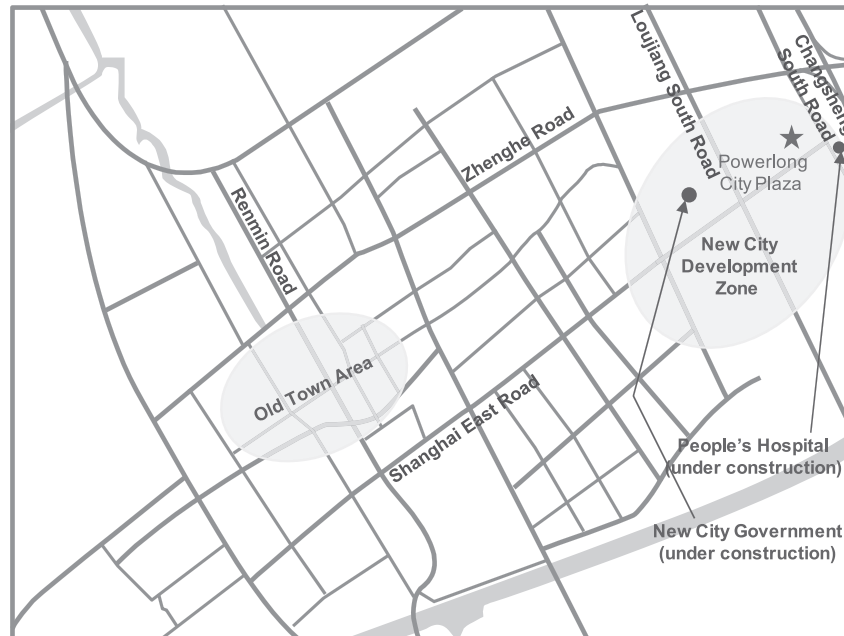 Loujiang South Road
Changsheng
South Road
Zhenghe Road
Powerlong
City Plaza
Renmin Road
New City
Development
Zone
Old Town Area
Shanghai East Road
People’s Hospital
(under construction)
New City Government
(under construction)